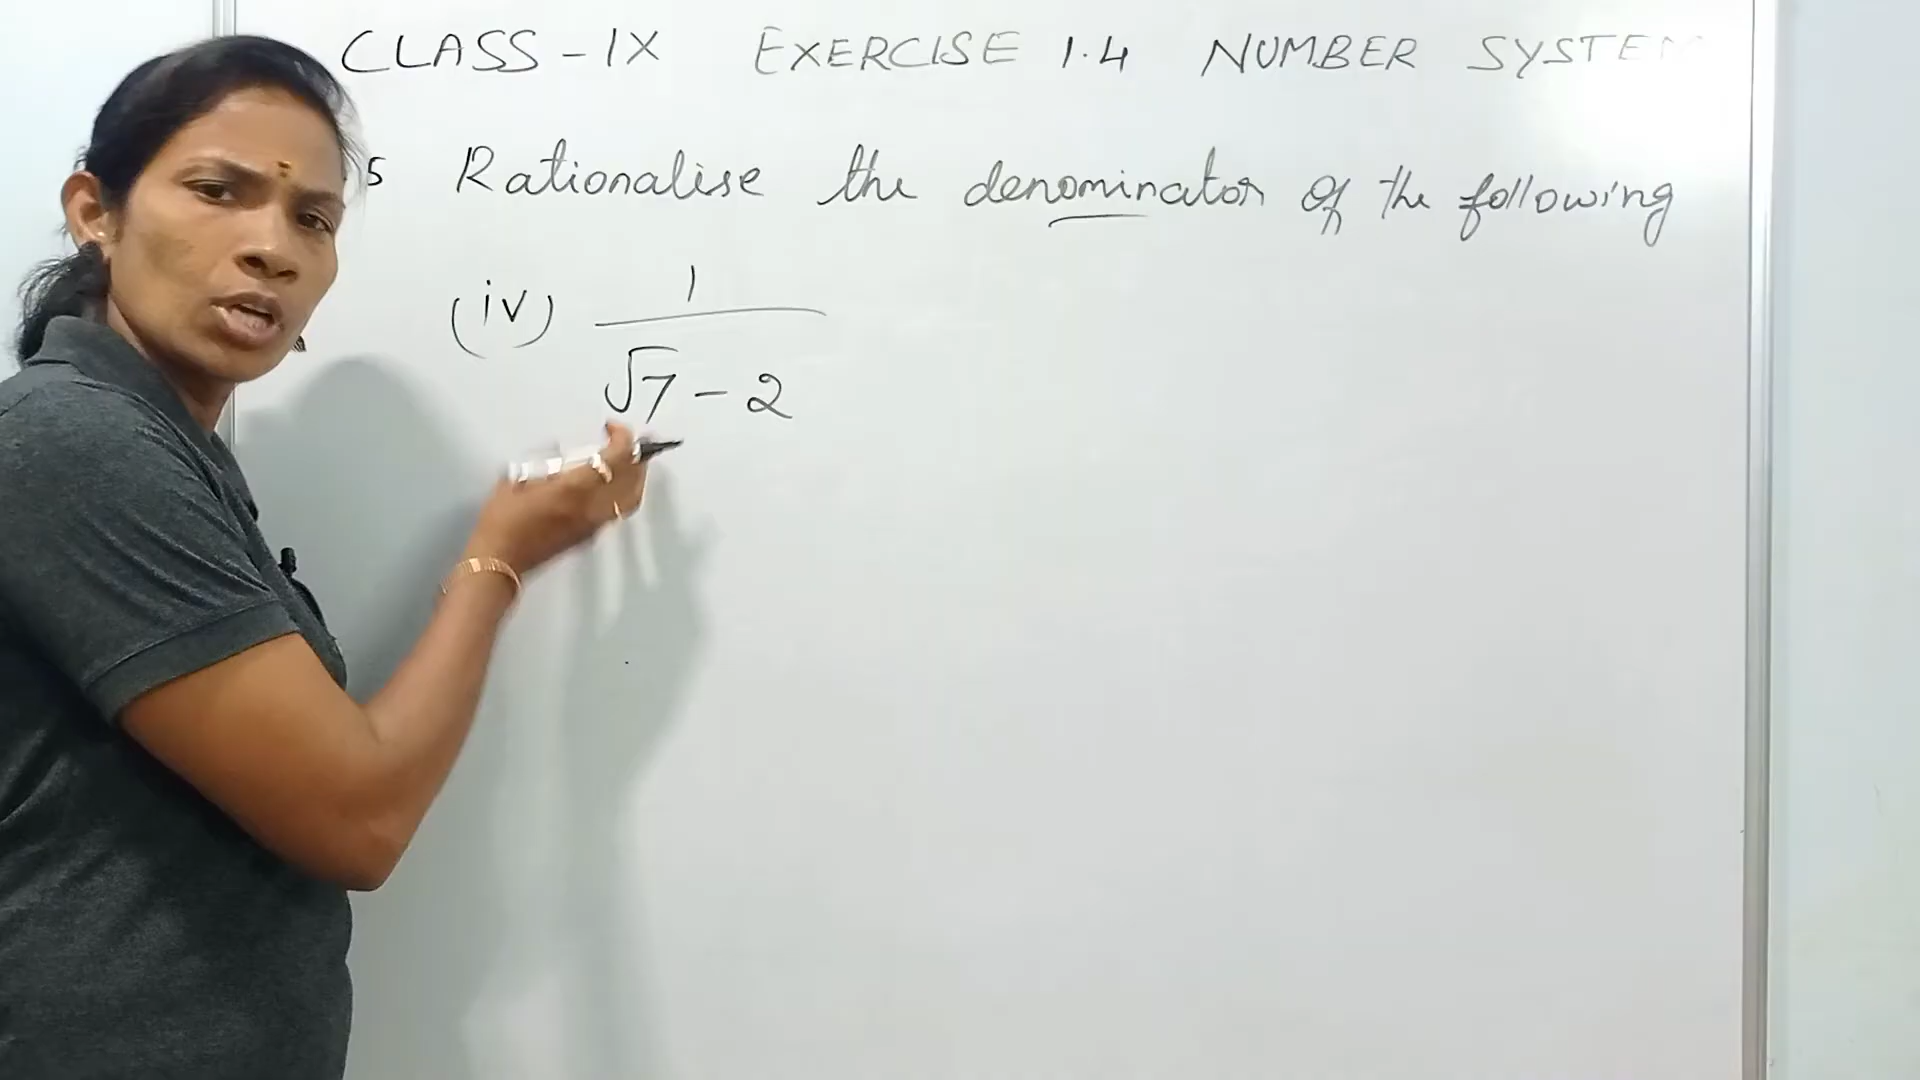 CLASS - IX EXERCISE 1.4 NUMBER SYSTEM
5 Rationalise the denominator of the following
(iv) 1
√7 - 2